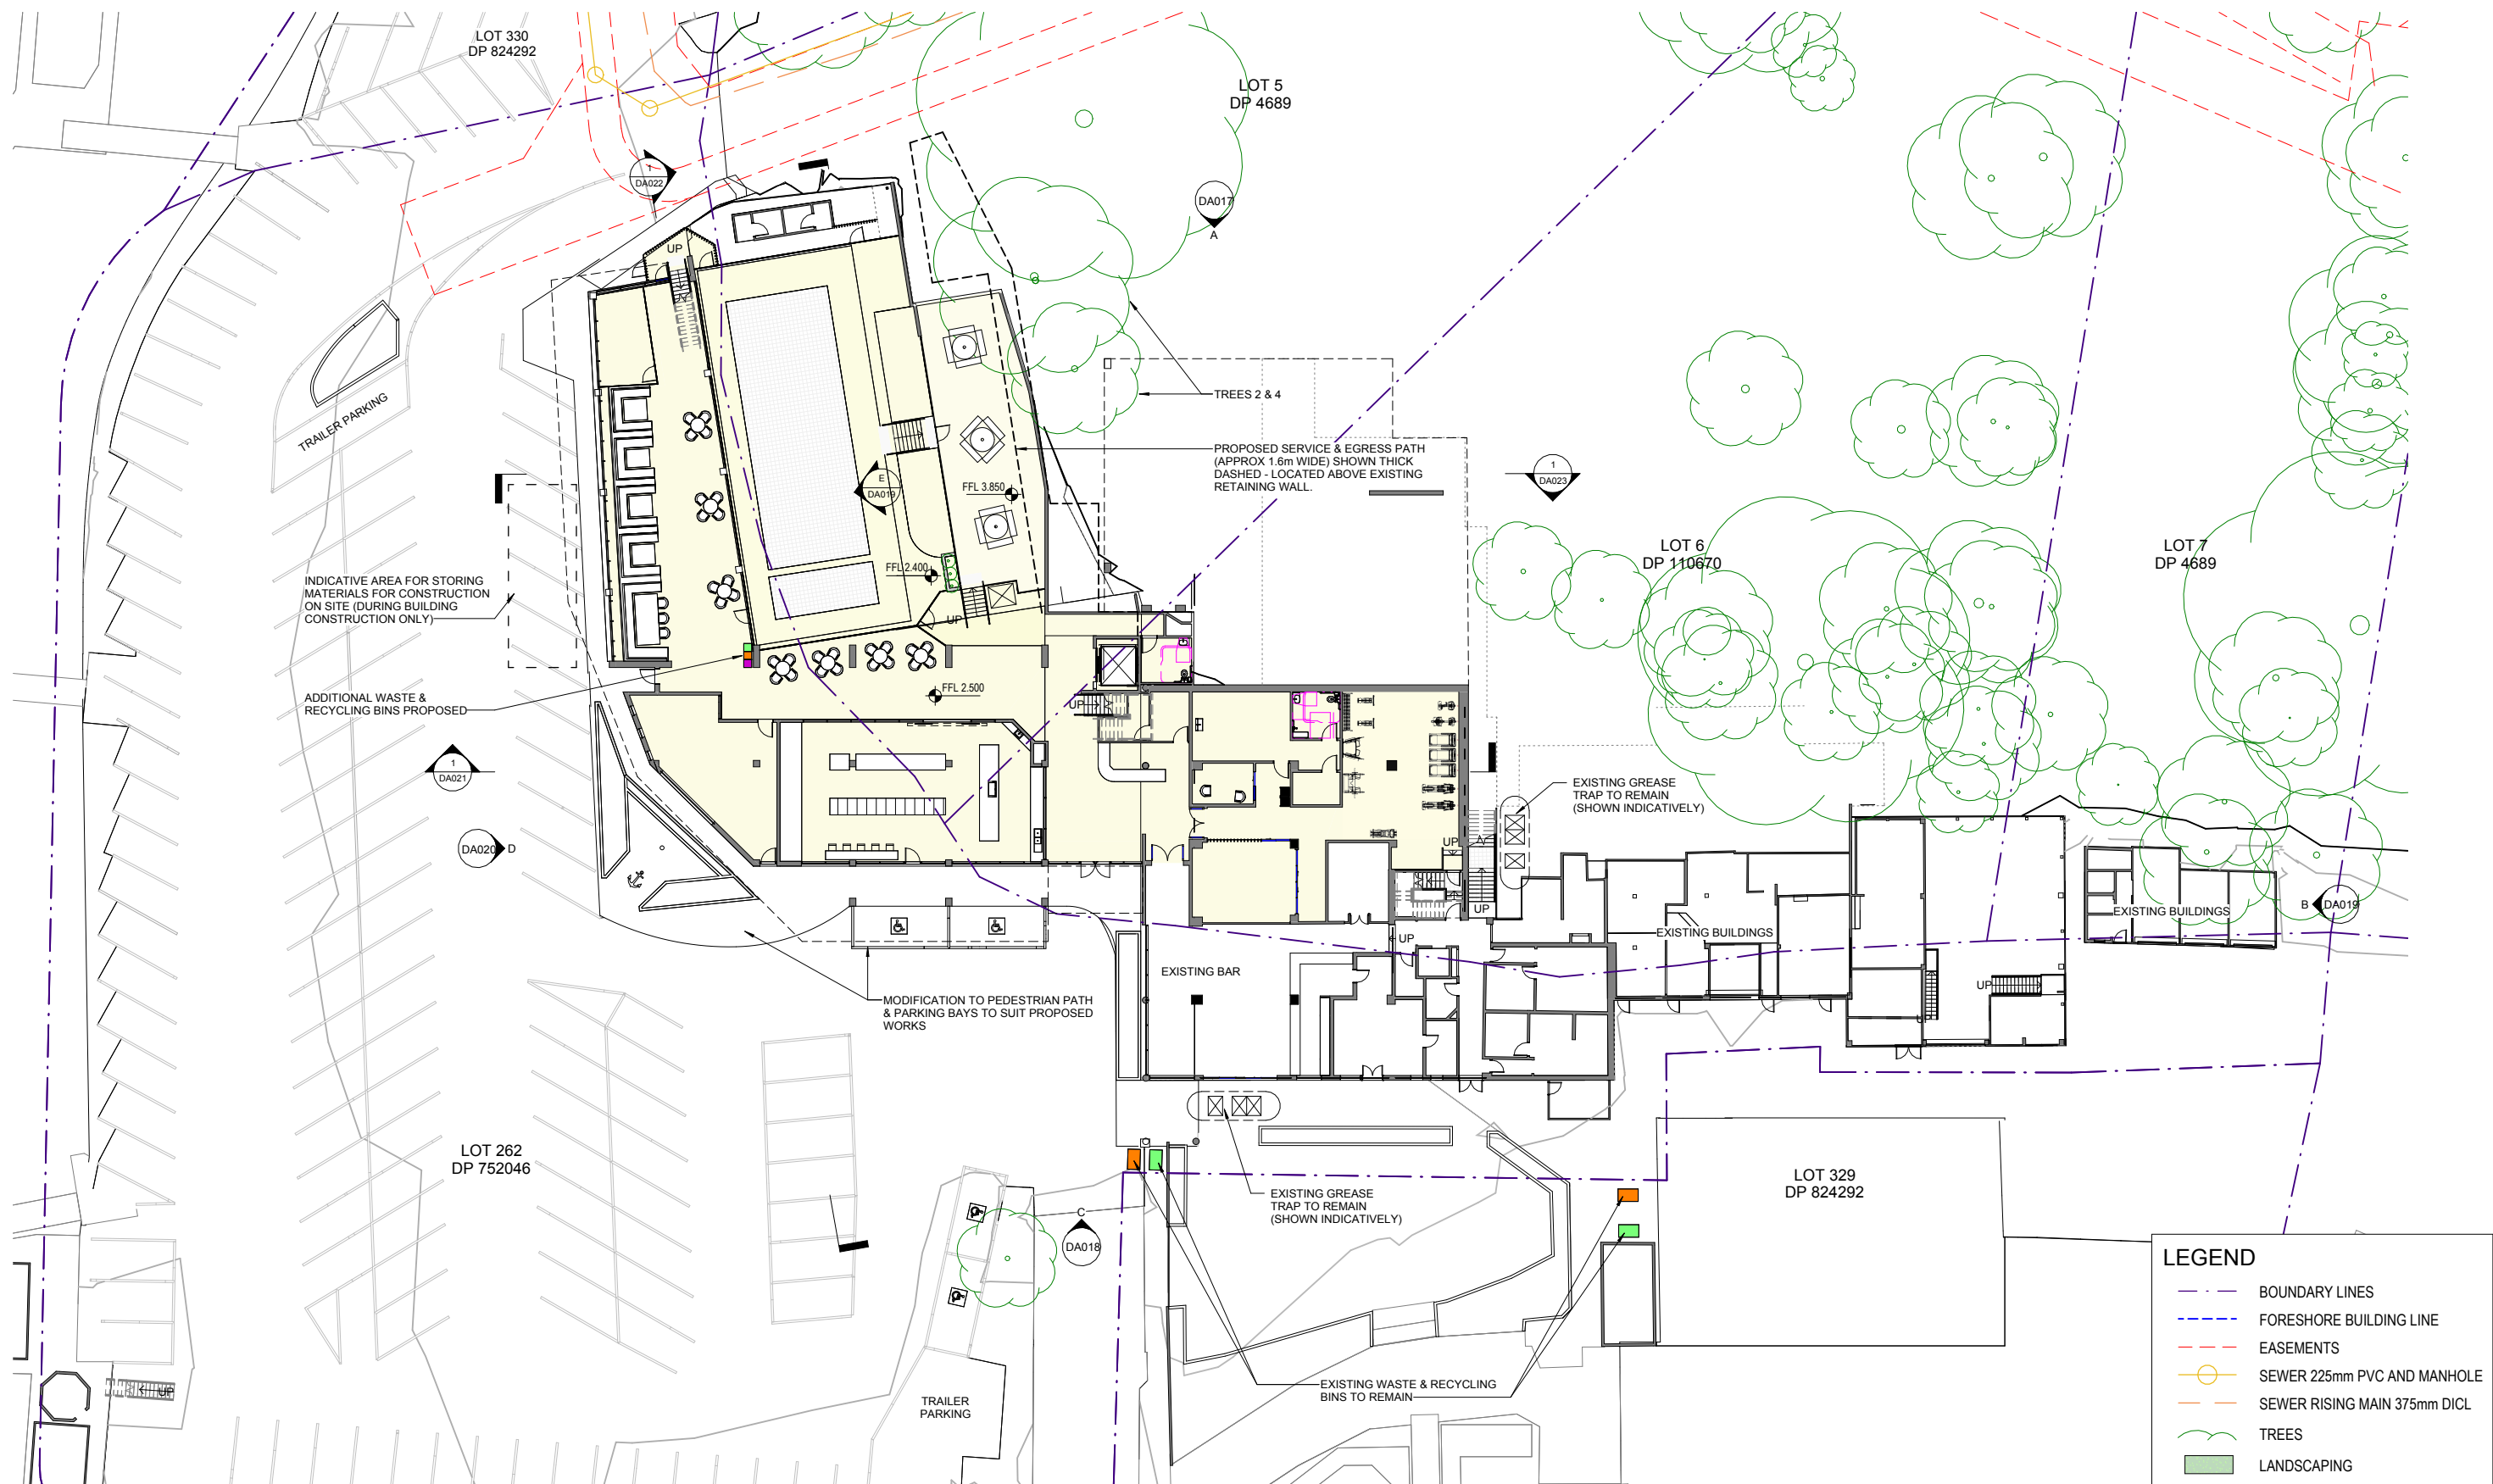 LOT 330
DP 824292
LOT 5
DP 4689
1
DA022
DA017
A
UP
TRAILER PARKING
TREES 2 & 4
PROPOSED SERVICE & EGRESS PATH
(APPROX 1.6m WIDE) SHOWN THICK
DASHED - LOCATED ABOVE EXISTING
RETAINING WALL.
1
DA023
E
DA019
FFL 3.850
FFL 2.400
UP
LOT 6
DP 110670
LOT 7
DP 4689
INDICATIVE AREA FOR STORING
MATERIALS FOR CONSTRUCTION
ON SITE (DURING BUILDING
CONSTRUCTION ONLY)
ADDITIONAL WASTE &
RECYCLING BINS PROPOSED
FFL 2.500
UP
1
DA021
DA020
D
EXISTING GREASE
TRAP TO REMAIN
(SHOWN INDICATIVELY)
UP
UP
UP
EXISTING BAR
EXISTING BUILDINGS
EXISTING BUILDINGS
B
DA019
UP
MODIFICATION TO PEDESTRIAN PATH
& PARKING BAYS TO SUIT PROPOSED
WORKS
LOT 262
DP 752046
EXISTING GREASE
TRAP TO REMAIN
(SHOWN INDICATIVELY)
C
DA018
LOT 329
DP 824292
EXISTING WASTE & RECYCLING
BINS TO REMAIN
TRAILER
PARKING
UP
LEGEND
BOUNDARY LINES
FORESHORE BUILDING LINE
EASEMENTS
SEWER 225mm PVC AND MANHOLE
SEWER RISING MAIN 375mm DICL
TREES
LANDSCAPING